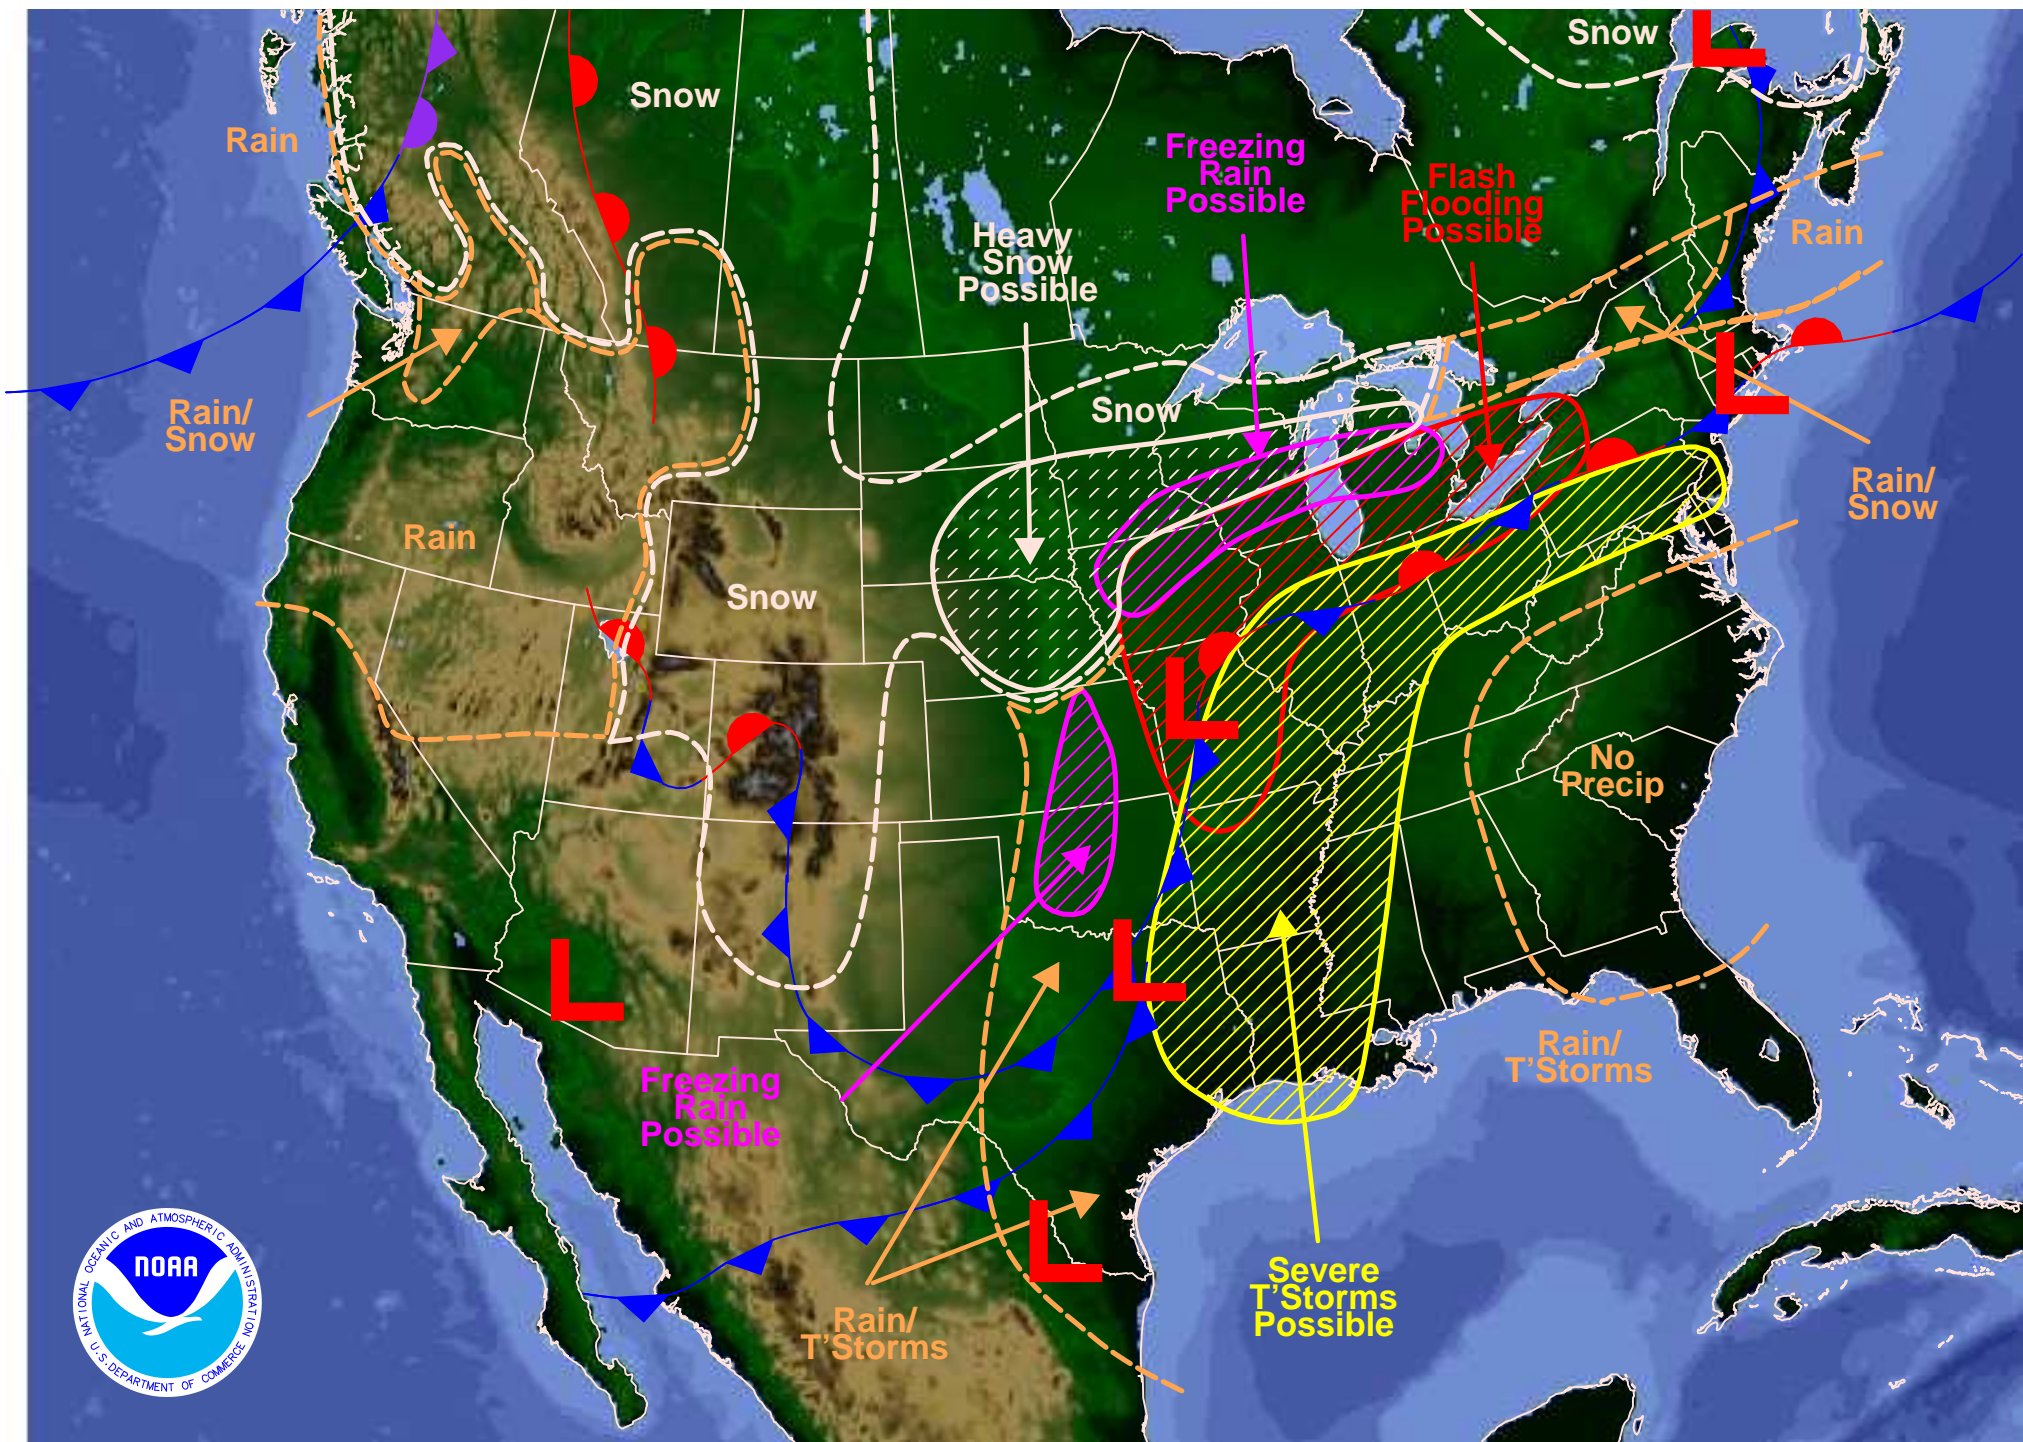 Snow
L
Snow
Rain
Freezing
Rain
Possible
Flash
Flooding
Possible
Heavy
Snow
Possible
Rain
L
Rain/
Snow
Snow
Rain/
Snow
Rain
Snow
L
No
Precip
L
L
Rain/
T'Storms
Freezing
Rain
Possible
L
Severe
T'Storms
Possible
Rain/
T'Storms
NATIONAL OCEANIC AND ATMOSPHERIC ADMINISTRATION
NOAA
U.S. DEPARTMENT OF COMMERCE